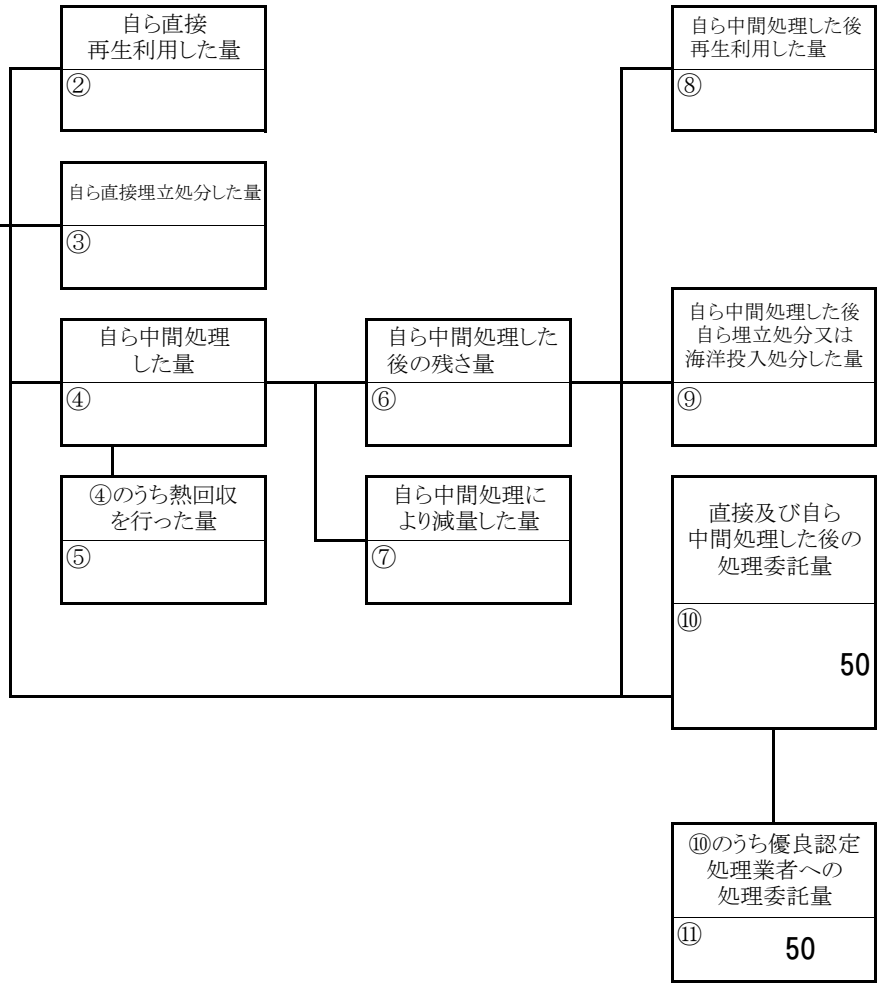 自ら直接
再生利用した量
②
自ら直接埋立処分した量
③
自ら中間処理
した量
④
④のうち熱回収
を行った量
⑤
自ら中間処理した
後の残さ量
⑥
自ら中間処理に
より減量した量
⑦
自ら中間処理した後
再生利用した量
⑧
自ら中間処理した後
自ら埋立処分又は
海洋投入処分した量
⑨
直接及び自ら
中間処理した後の
処理委託量
⑩
50
⑩のうち優良認定
処理業者への
処理委託量
⑪
50